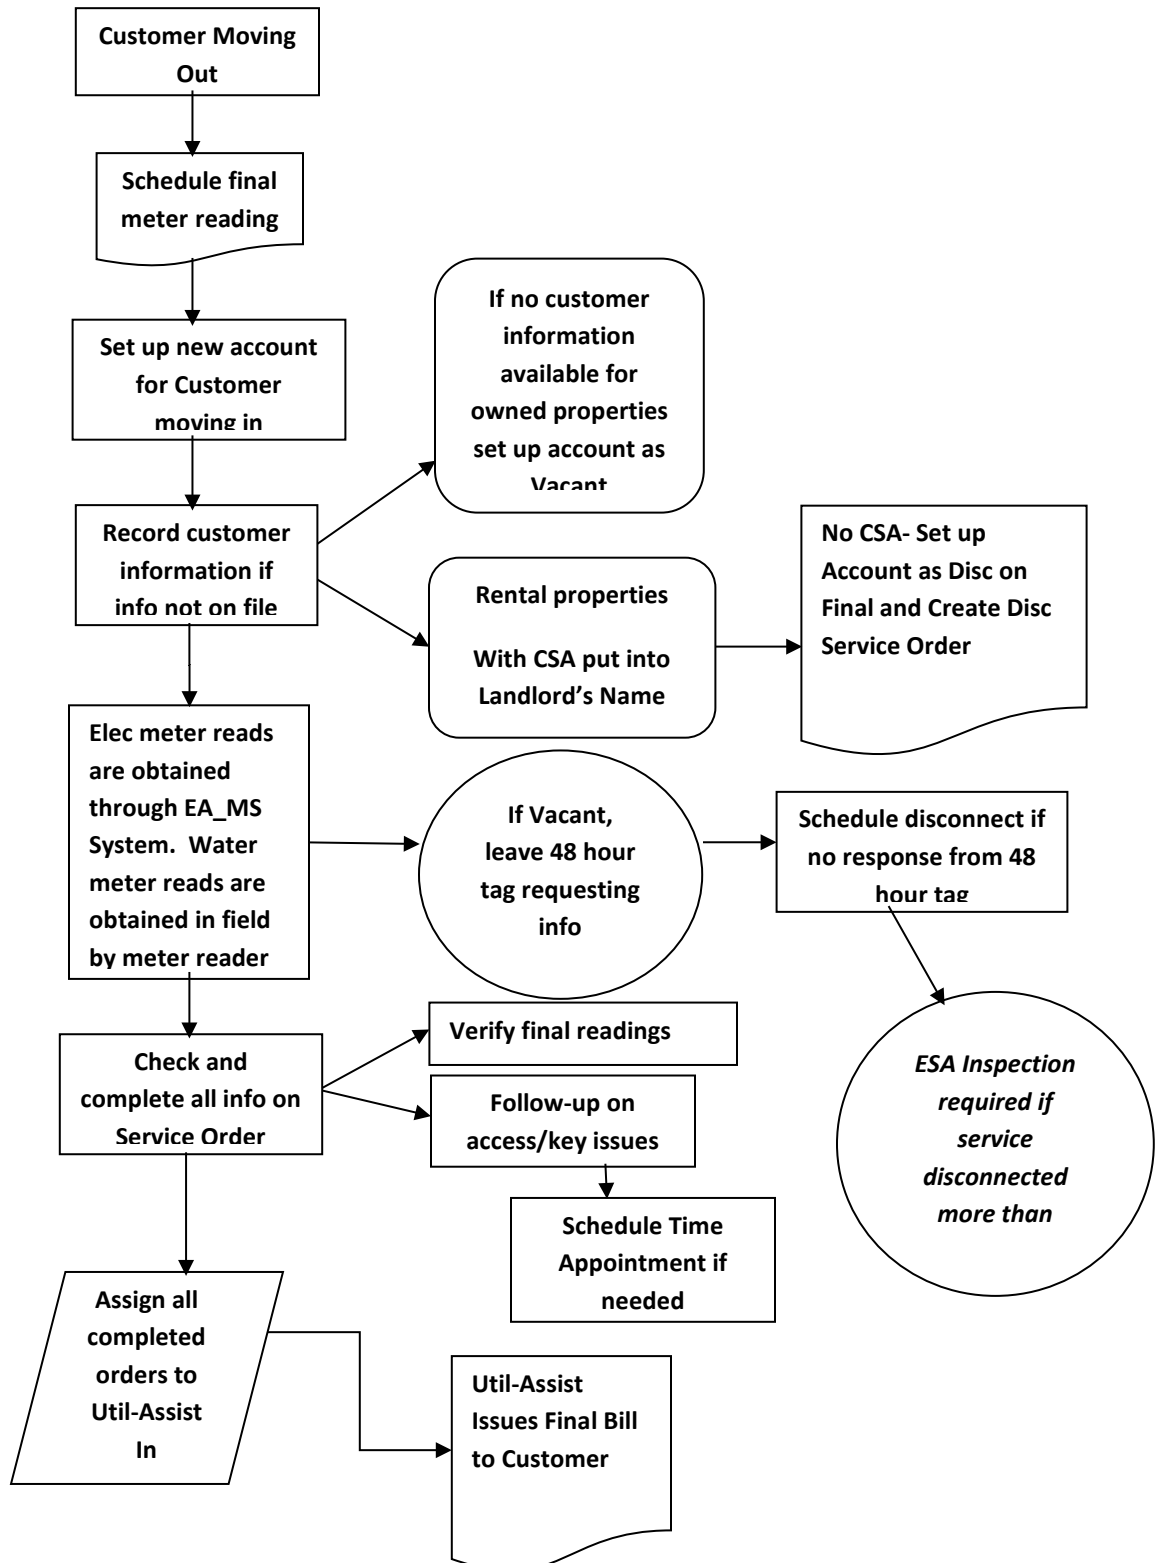 Customer Moving
Out
Schedule final
meter reading
Set up new account
for Customer
moving in
If no customer
information
available for
owned properties
set up account as
Vacant
Record customer
information if
info not on file
Rental properties
With CSA put into
Landlord’s Name
No CSA- Set up
Account as Disc on
Final and Create Disc
Service Order
Elec meter reads
are obtained
through EA_MS
System.  Water
meter reads are
obtained in field
by meter reader
If Vacant,
leave 48 hour
tag requesting
info
Schedule disconnect if
no response from 48
hour tag
ESA Inspection
required if
service
disconnected
more than
Check and
complete all info on
Service Order
Verify final readings
Follow-up on
access/key issues
Schedule Time
Appointment if
needed
Assign all
completed
orders to
Util-Assist
In
Util-Assist
Issues Final Bill
to Customer